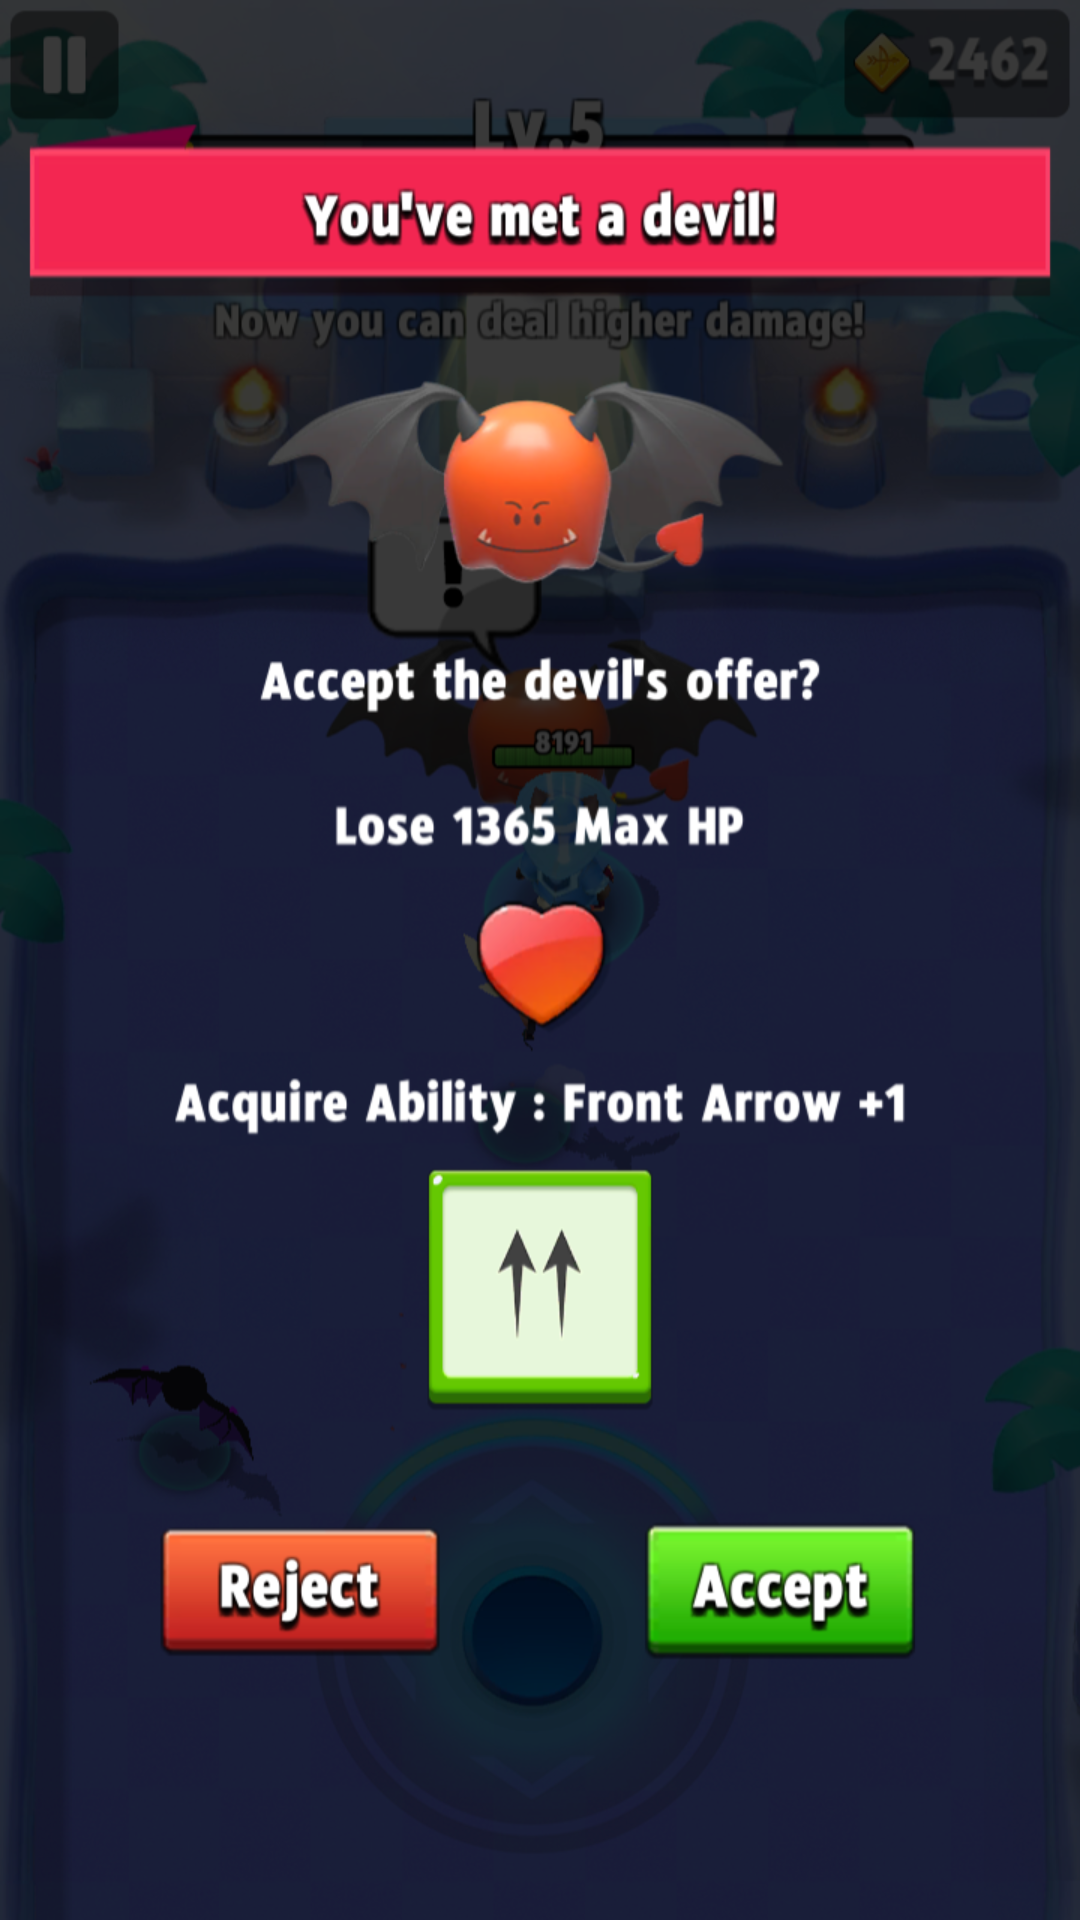 2462
Lv.5
You've met a devil!
Now you can deal higher damage!
!
Accept the devil's offer?
8191
Lose 1365 Max HP
Acquire Ability : Front Arrow +1
Reject
Accept